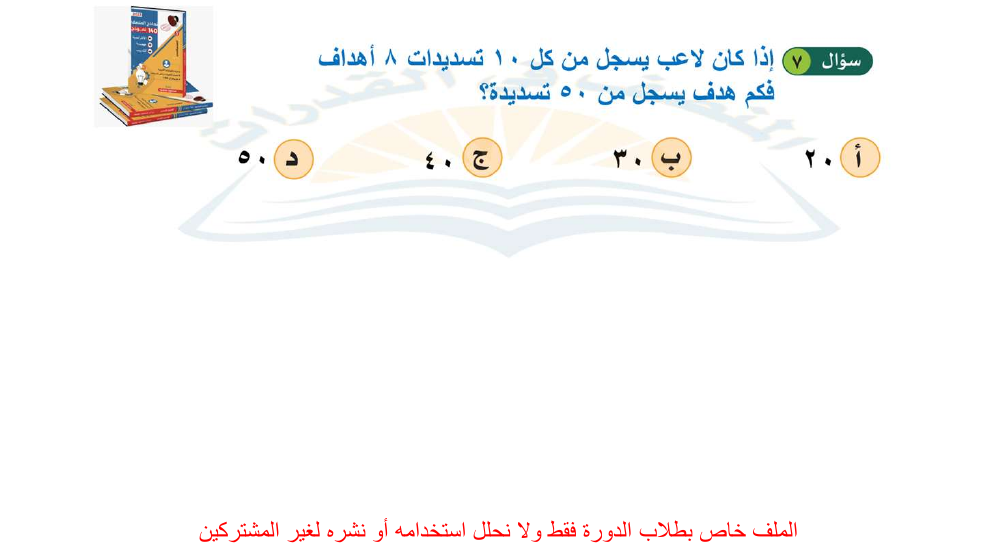 سؤال ٧ إذا كان لاعب يسجل من كل ١٠ تسديدات ٨ أهداف
فكم هدف يسجل من ٥٠ تسديدة؟
أ ٢٠
ب ٣٠
ج ٤٠
د ٥٠
الملف خاص بطلاب الدورة فقط ولا نحلل استخدامه أو نشره لغير المشتركين